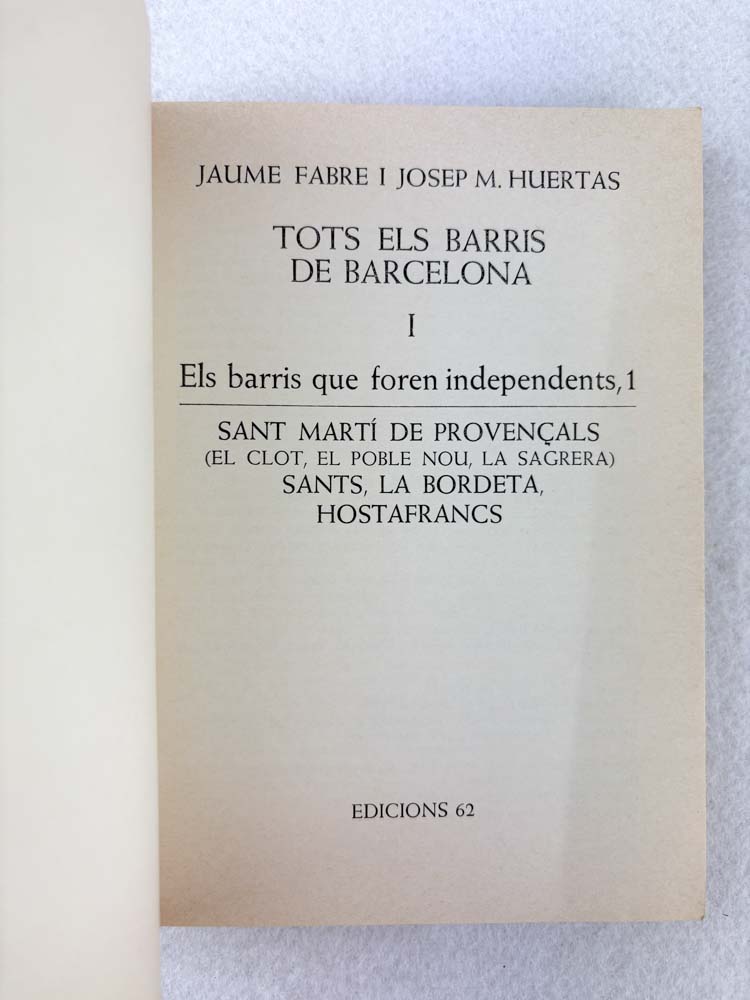 JAUME FABRE I JOSEP M. HUERTAS
TOTS ELS BARRIS
DE BARCELONA
I
Els barris que foren independents, 1
SANT MARTÍ DE PROVENÇALS
(EL CLOT, EL POBLE NOU, LA SAGRERA)
SANTS, LA BORDETA,
HOSTAFRANCS
EDICIONS 62